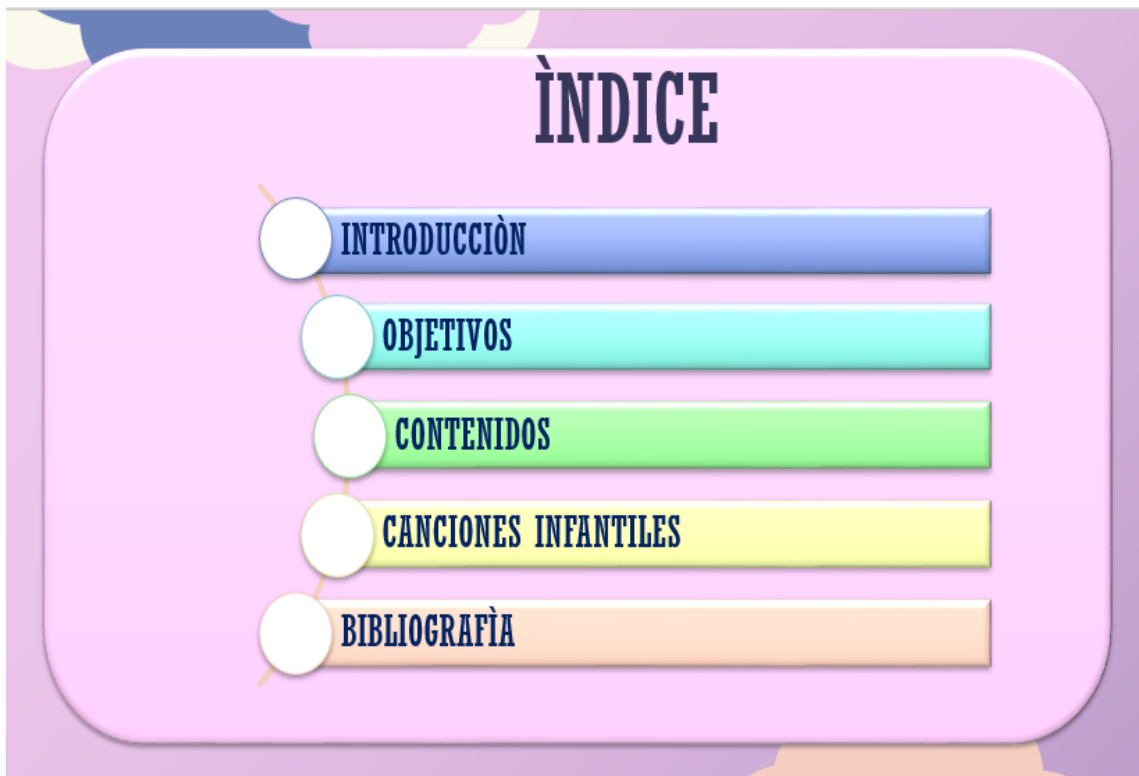 ÌNDICE
INTRODUCCIÒN
OBJETIVOS
CONTENIDOS
CANCIONES INFANTILES
BIBLIOGRAFÌA